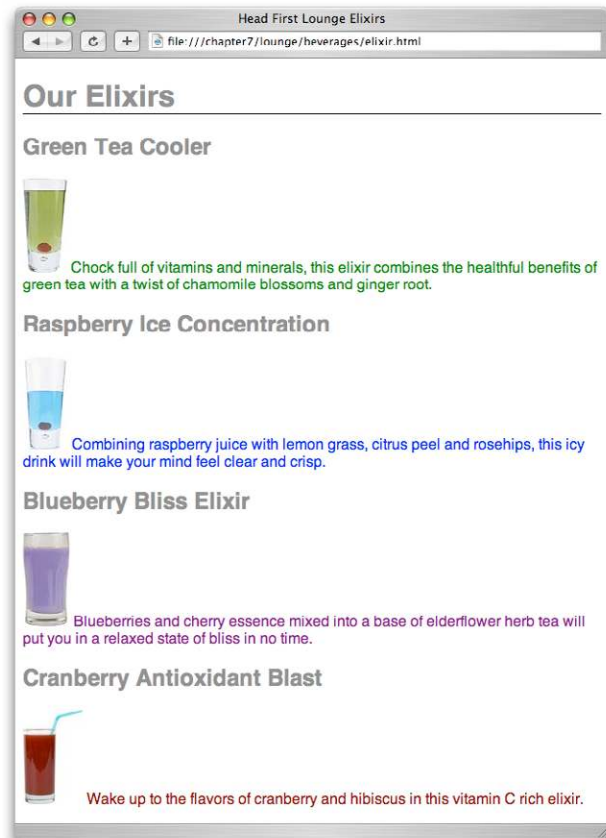 Head First Lounge Elixirs
file:///chapter7/lounge/beverages/elixir.html
Our Elixirs
Green Tea Cooler
Chock full of vitamins and minerals, this elixir combines the healthful benefits of
green tea with a twist of chamomile blossoms and ginger root.
Raspberry Ice Concentration
Combining raspberry juice with lemon grass, citrus peel and rosehips, this icy
drink will make your mind feel clear and crisp.
Blueberry Bliss Elixir
Blueberries and cherry essence mixed into a base of elderflower herb tea will
put you in a relaxed state of bliss in no time.
Cranberry Antioxidant Blast
Wake up to the flavors of cranberry and hibiscus in this vitamin C rich elixir.